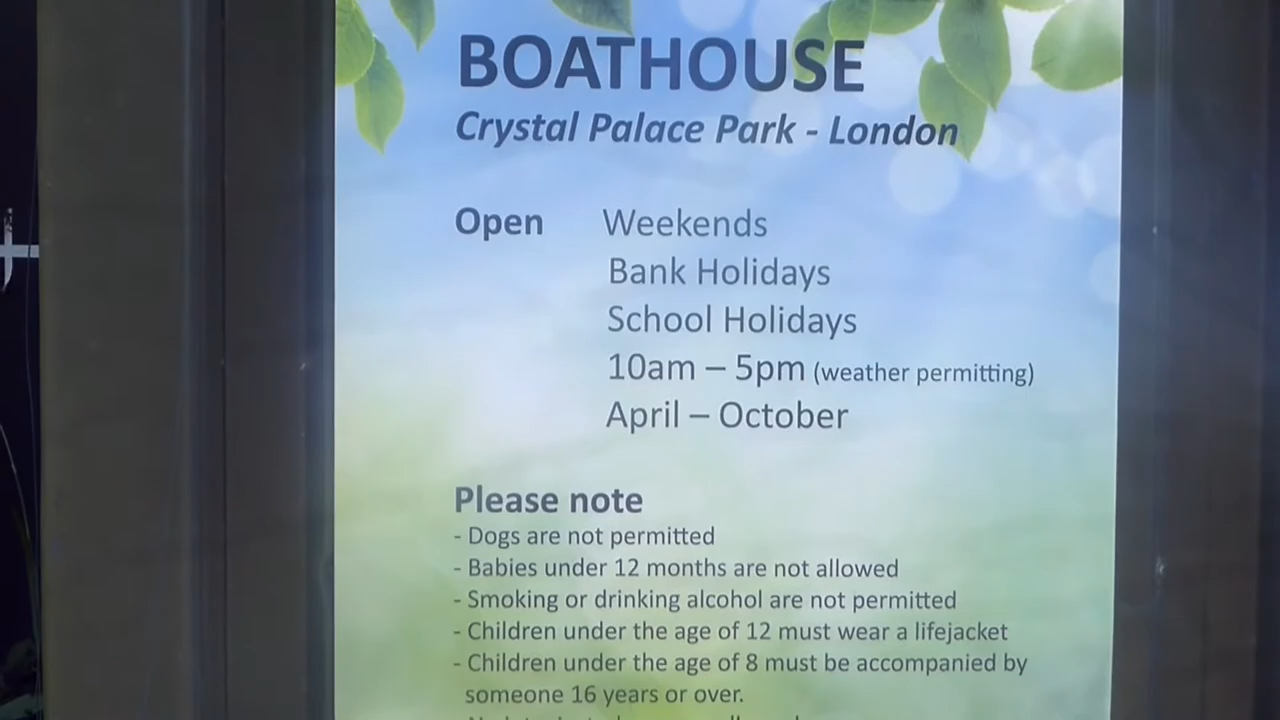 BOATHOUSE
Crystal Palace Park - London
Open Weekends
Bank Holidays
School Holidays
10am – 5pm (weather permitting)
April – October
Please note
- Dogs are not permitted
- Babies under 12 months are not allowed
- Smoking or drinking alcohol are not permitted
- Children under the age of 12 must wear a lifejacket
- Children under the age of 8 must be accompanied by
someone 16 years or over.